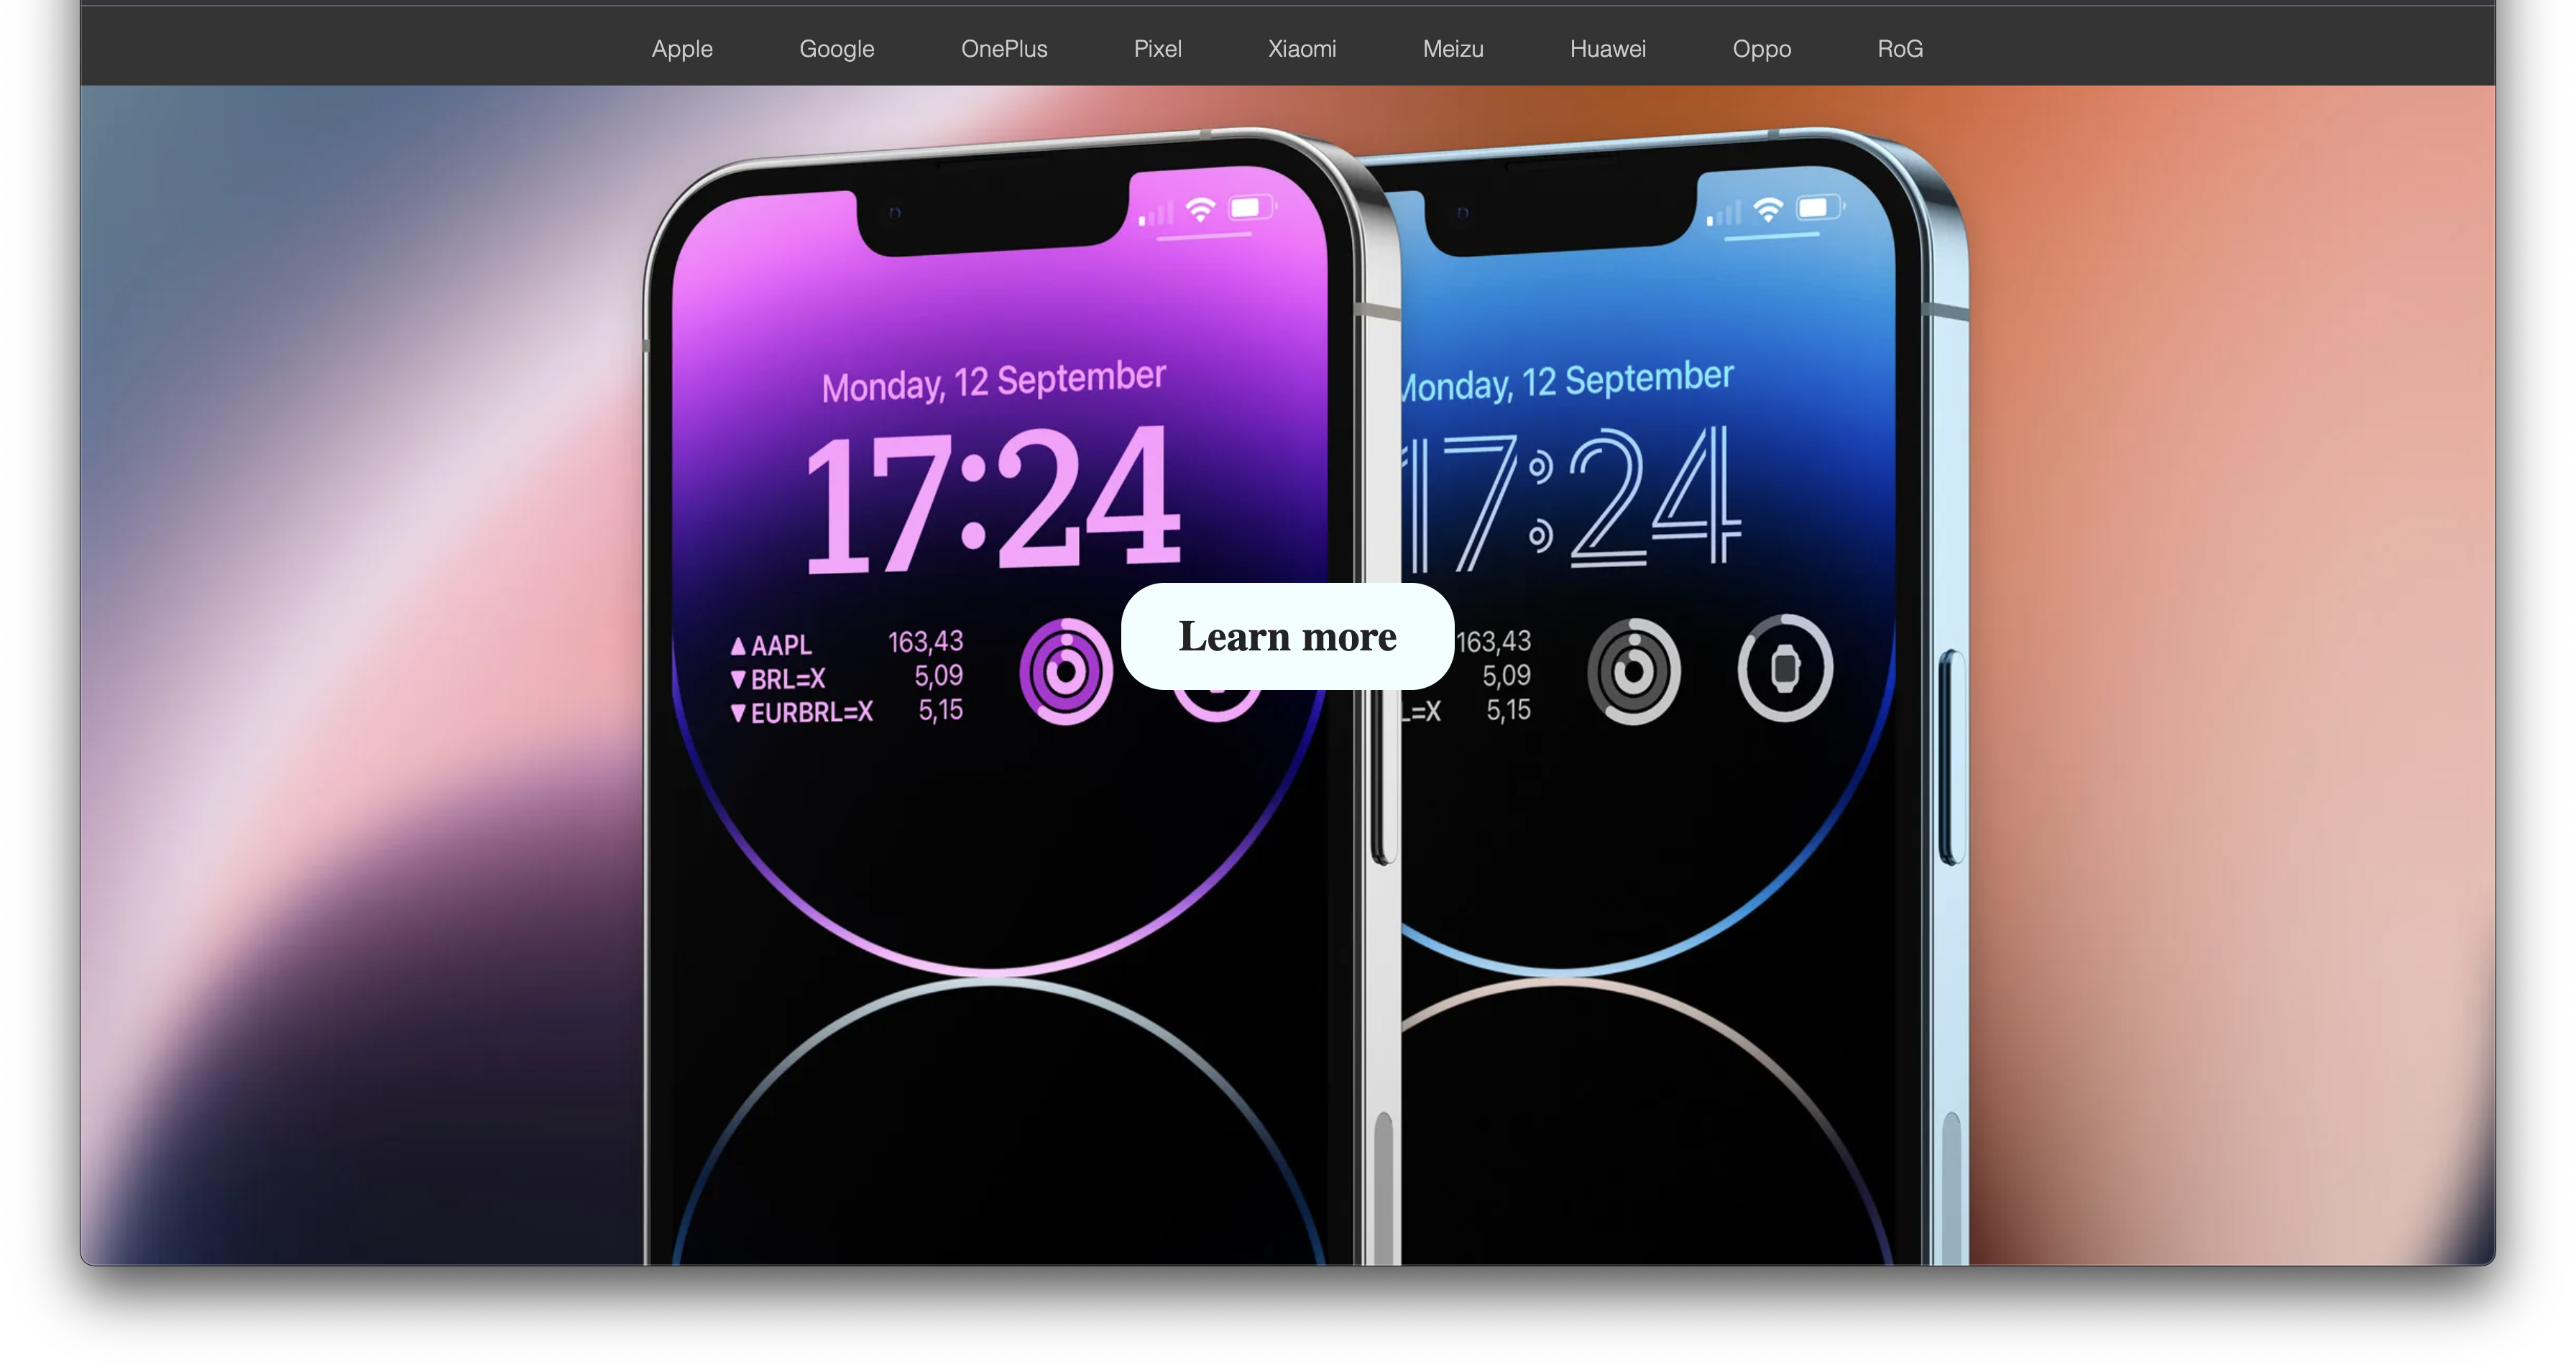 Apple Google OnePlus Pixel Xiaomi Meizu Huawei Oppo RoG
Monday, 12 September
17:24
▲ AAPL 163,43
▼ BRL=X 5,09
▼ EURBRL=X 5,15
Learn more
Monday, 12 September
17:24
163,43
5,09
L=X 5,15